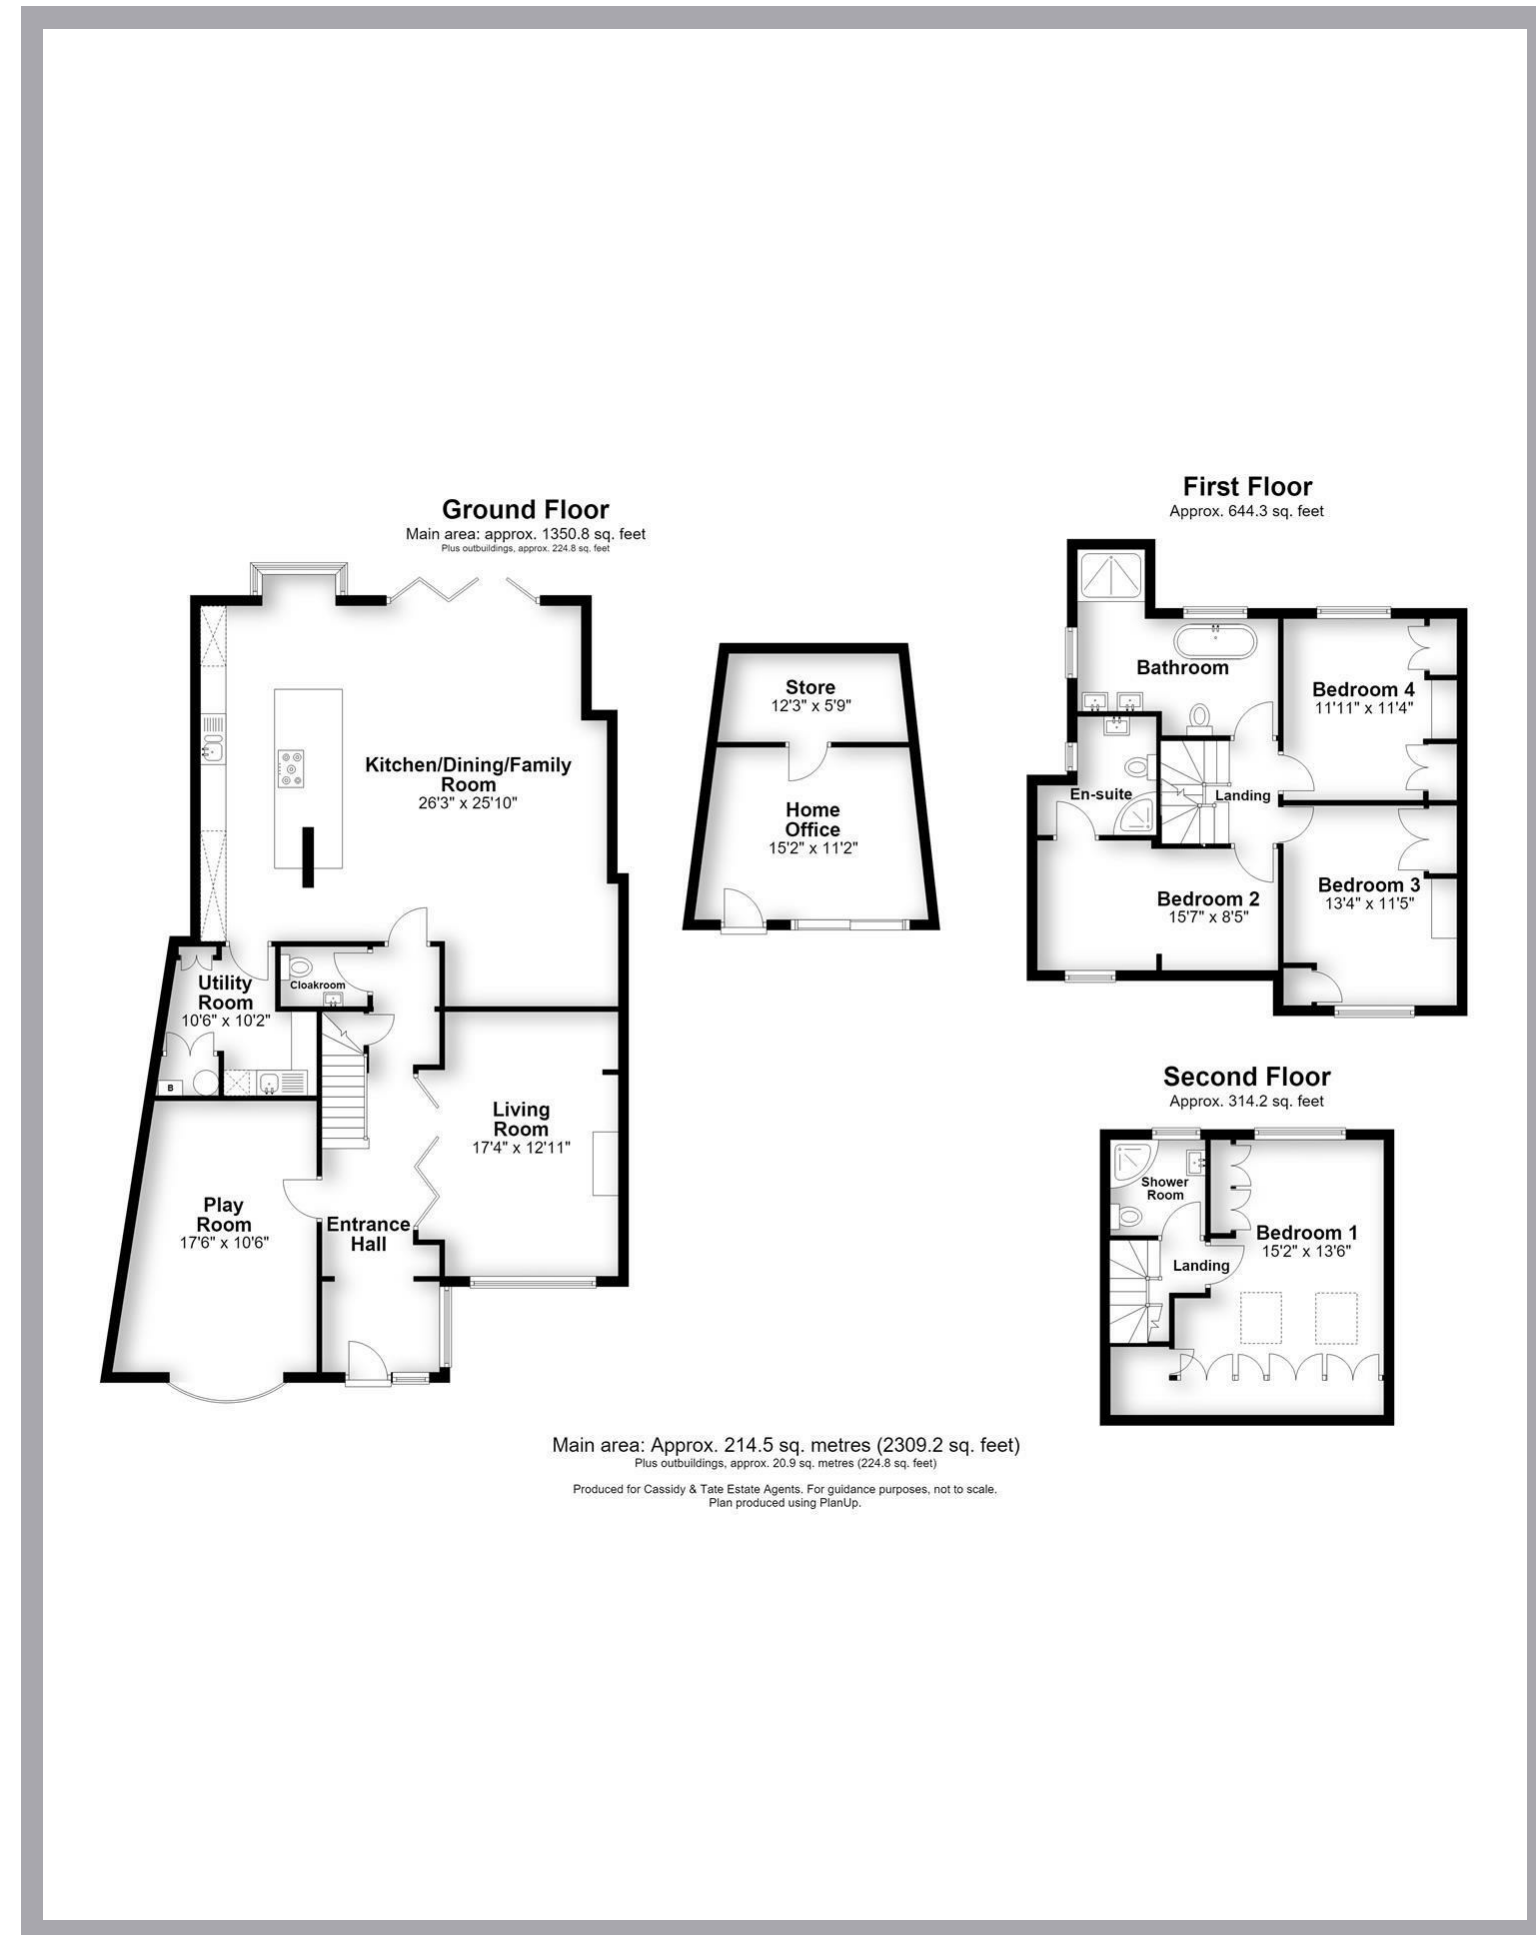 Ground Floor
Main area: approx. 1350.8 sq. feet
Plus outbuildings, approx. 224.8 sq. feet
Kitchen/Dining/Family
Room
26'3" x 25'10"
Utility
Room
10'6" x 10'2"
Cloakroom
B
Living
Room
17'4" x 12'11"
Play
Room
17'6" x 10'6"
Entrance
Hall
Store
12'3" x 5'9"
Home
Office
15'2" x 11'2"
First Floor
Approx. 644.3 sq. feet
Bathroom
Bedroom 4
11'11" x 11'4"
En-suite
Landing
Bedroom 3
13'4" x 11'5"
Bedroom 2
15'7" x 8'5"
Second Floor
Approx. 314.2 sq. feet
Shower
Room
Bedroom 1
15'2" x 13'6"
Landing
Main area: Approx. 214.5 sq. metres (2309.2 sq. feet)
Plus outbuildings, approx. 20.9 sq. metres (224.8 sq. feet)
Produced for Cassidy & Tate Estate Agents. For guidance purposes, not to scale.
Plan produced using PlanUp.